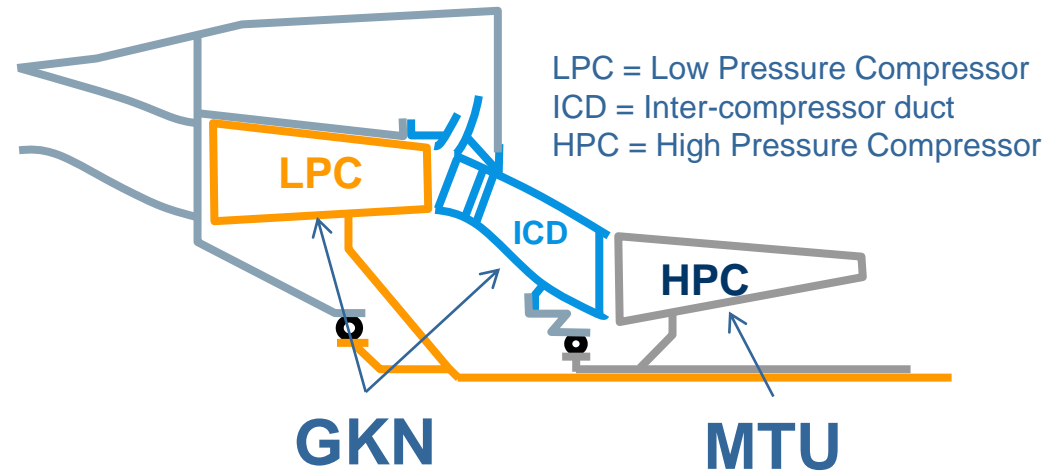 LPC = Low Pressure Compressor
ICD = Inter-compressor duct
HPC = High Pressure Compressor
LPC
ICD
HPC
GKN
MTU